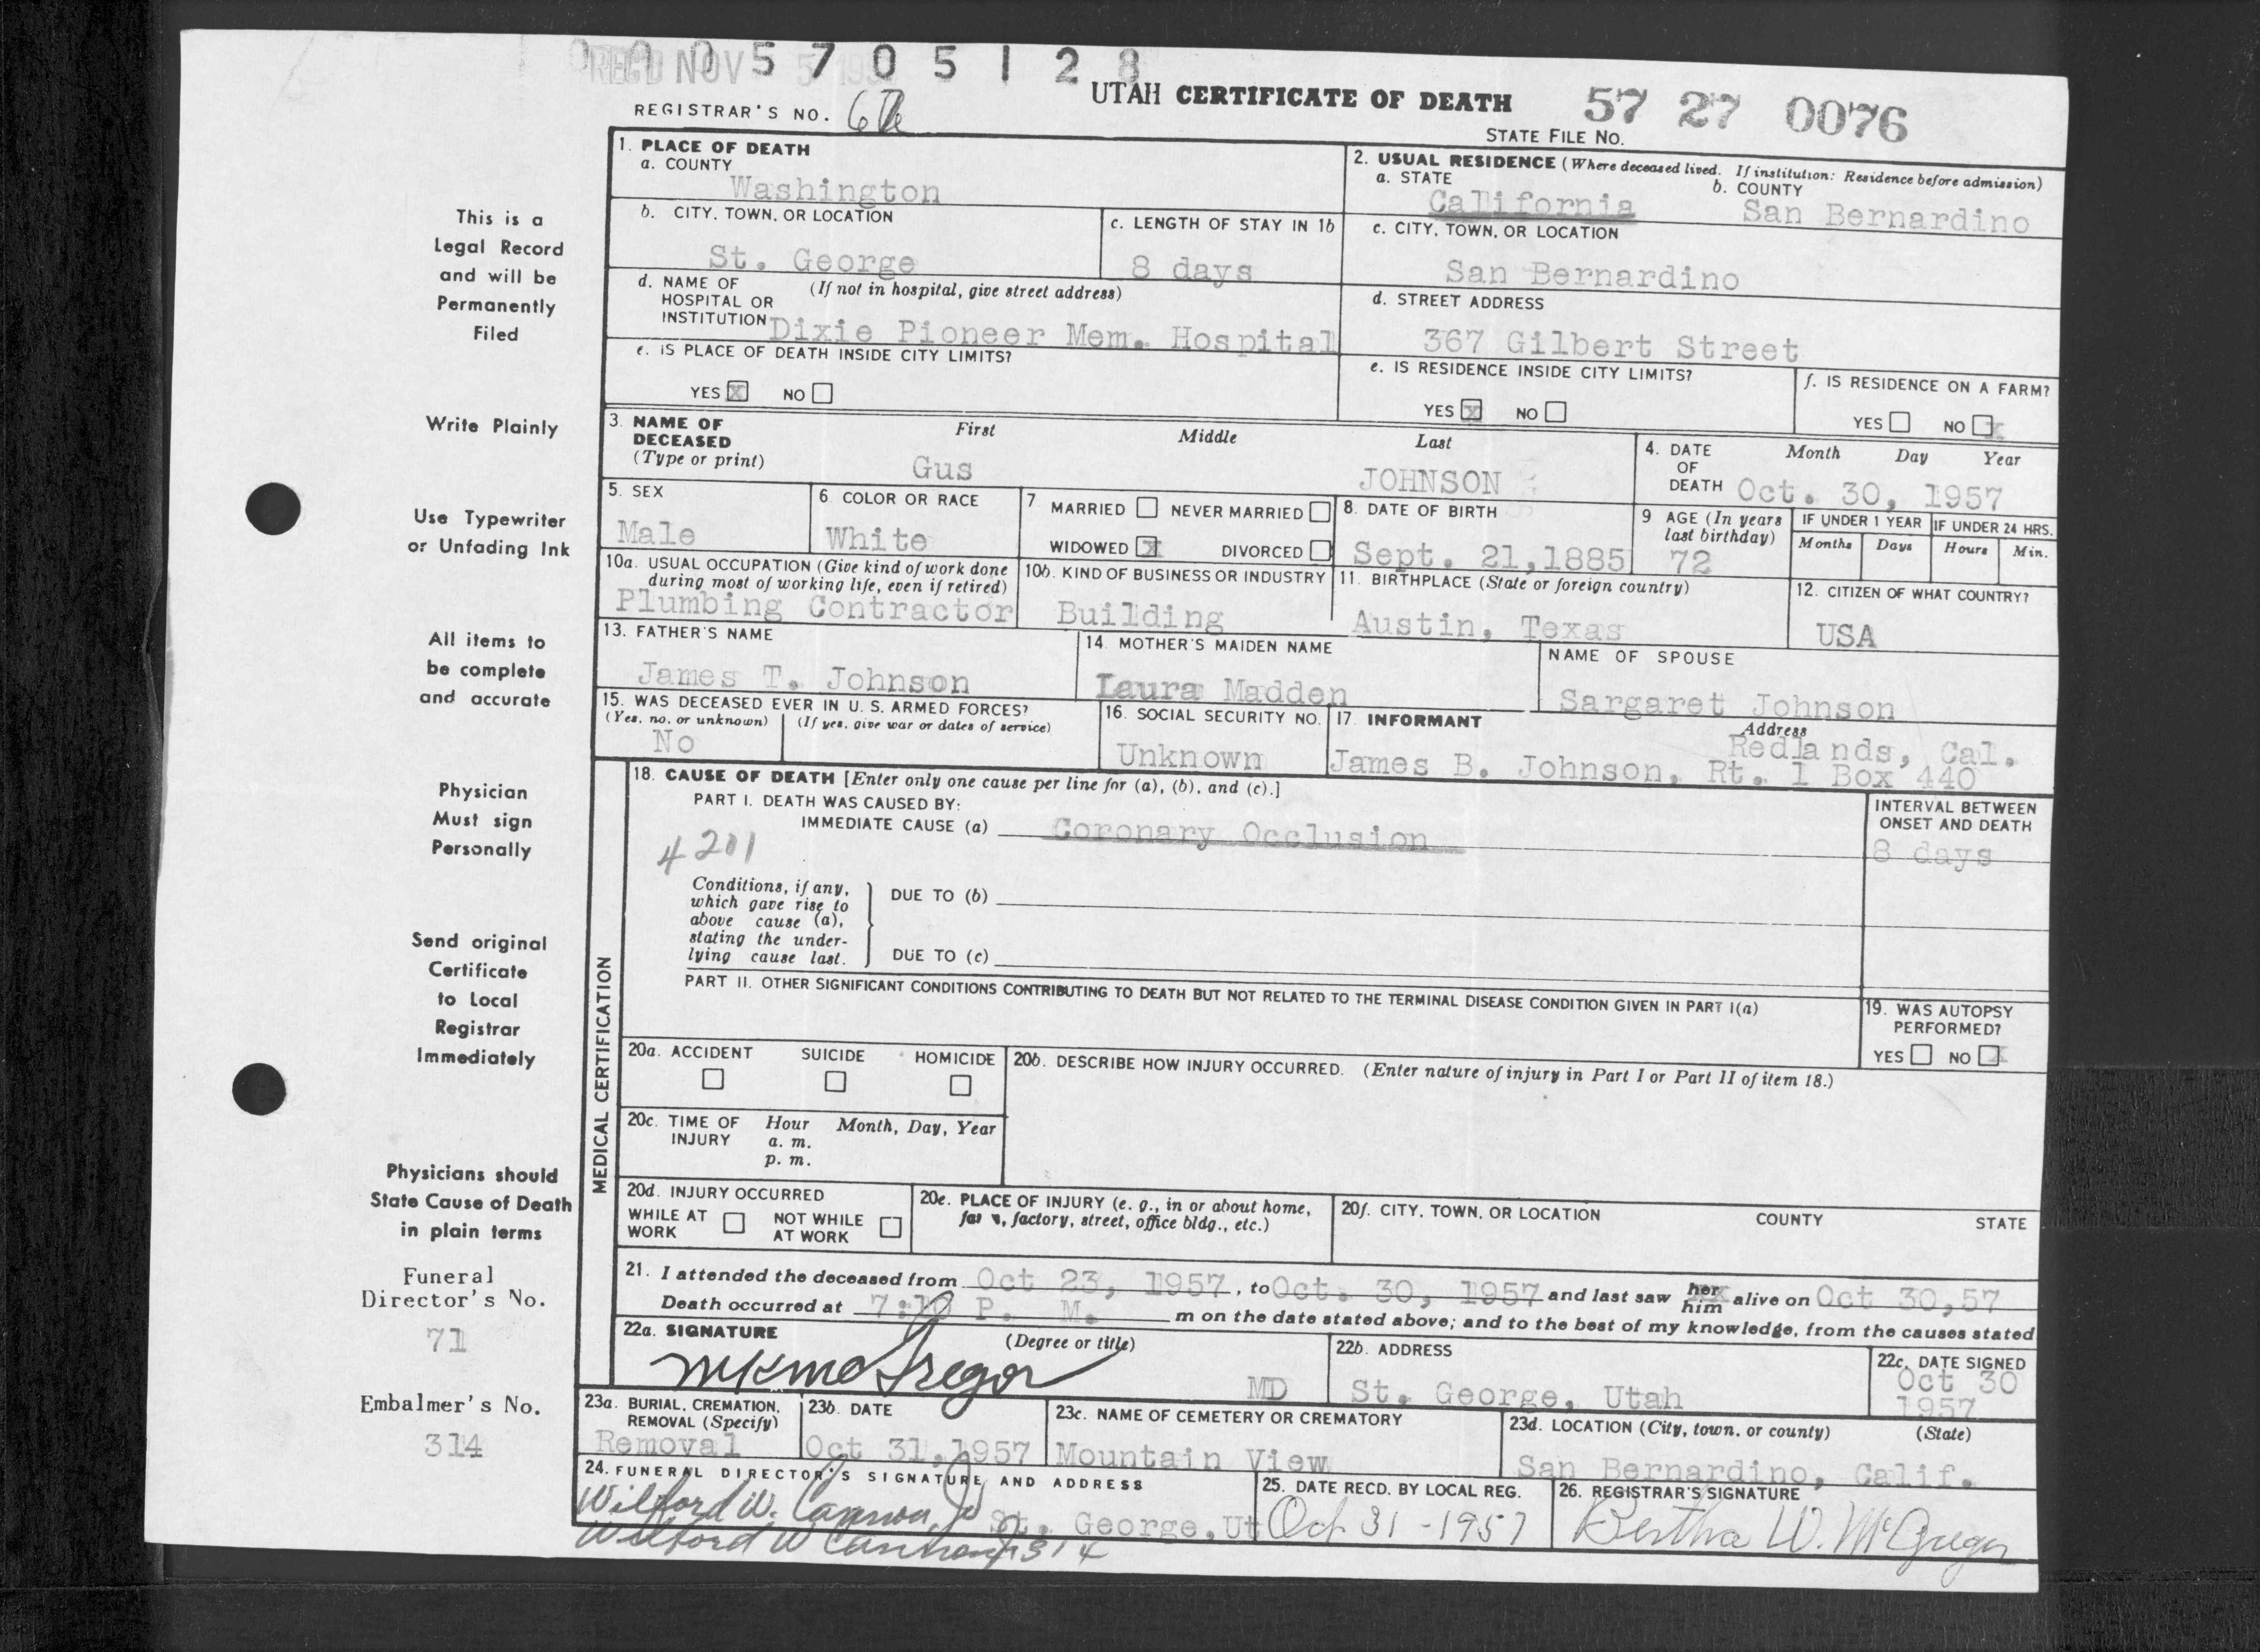 REC'D NOV 5
0 0 0 5 7 0 5 1 2 8
REGISTRAR'S NO.
UTAH CERTIFICATE OF DEATH
57 27 0076
STATE FILE NO.
This is a
Legal Record
and will be
Permanently
Filed
Write Plainly
Use Typewriter
or Unfading Ink
All items to
be complete
and accurate
Physician
Must sign
Personally
Send original
Certificate
to Local
Registrar
Immediately
Physicians should
State Cause of Death
in plain terms
Funeral
Director's No.
71
Embalmer's No.
314
1. PLACE OF DEATH
a. COUNTY
Washington
b. CITY, TOWN, OR LOCATION
St. George
c. LENGTH OF STAY IN 1b
8 days
d. NAME OF (If not in hospital, give street address)
HOSPITAL OR
INSTITUTION Dixie Pioneer Mem. Hospital
e. IS PLACE OF DEATH INSIDE CITY LIMITS?
YES X NO
2. USUAL RESIDENCE (Where deceased lived. If institution: Residence before admission)
a. STATE
California
b. COUNTY
San Bernardino
c. CITY, TOWN, OR LOCATION
San Bernardino
d. STREET ADDRESS
367 Gilbert Street
e. IS RESIDENCE INSIDE CITY LIMITS?
YES X NO
f. IS RESIDENCE ON A FARM?
YES NO X
3. NAME OF
DECEASED
(Type or print)
First Middle Last
Gus JOHNSON
4. DATE
OF
DEATH
Month Day Year
Oct. 30, 1957
5. SEX
Male
6. COLOR OR RACE
White
7 MARRIED NEVER MARRIED
WIDOWED X DIVORCED
8. DATE OF BIRTH
Sept. 21,1885
9 AGE (In years
last birthday)
72
IF UNDER 1 YEAR
Months Days
IF UNDER 24 HRS.
Hours Min.
10a. USUAL OCCUPATION (Give kind of work done
during most of working life, even if retired)
Plumbing Contractor
10b. KIND OF BUSINESS OR INDUSTRY
Building
11. BIRTHPLACE (State or foreign country)
Austin, Texas
12. CITIZEN OF WHAT COUNTRY?
USA
13. FATHER'S NAME
James T. Johnson
14. MOTHER'S MAIDEN NAME
Laura Madden
NAME OF SPOUSE
Sargaret Johnson
15. WAS DECEASED EVER IN U. S. ARMED FORCES?
(Yes, no, or unknown) (If yes, give war or dates of service)
No
16. SOCIAL SECURITY NO.
Unknown
17. INFORMANT Address
Redlands, Cal.
James B. Johnson, Rt. 1 Box 440
MEDICAL CERTIFICATION
18. CAUSE OF DEATH [Enter only one cause per line for (a), (b), and (c).]
PART I. DEATH WAS CAUSED BY:
IMMEDIATE CAUSE (a) Coronary Occlusion
4201
INTERVAL BETWEEN
ONSET AND DEATH
8 days
Conditions, if any,
which gave rise to
above cause (a),
stating the under-
lying cause last.
DUE TO (b)
DUE TO (c)
PART II. OTHER SIGNIFICANT CONDITIONS CONTRIBUTING TO DEATH BUT NOT RELATED TO THE TERMINAL DISEASE CONDITION GIVEN IN PART I(a)
19. WAS AUTOPSY
PERFORMED?
YES NO X
20a. ACCIDENT SUICIDE HOMICIDE
20b. DESCRIBE HOW INJURY OCCURRED. (Enter nature of injury in Part I or Part II of item 18.)
20c. TIME OF Hour Month, Day, Year
INJURY a. m.
p. m.
20d. INJURY OCCURRED
WHILE AT NOT WHILE
WORK AT WORK
20e. PLACE OF INJURY (e. g., in or about home,
factory, street, office bldg., etc.)
20f. CITY, TOWN, OR LOCATION COUNTY STATE
21. I attended the deceased from Oct 23, 1957, to Oct. 30, 1957 and last saw her him alive on Oct 30,57
Death occurred at 7:10 P. M. m on the date stated above; and to the best of my knowledge, from the causes stated
22a. SIGNATURE (Degree or title)
MK McGregor MD
22b. ADDRESS
St. George, Utah
22c. DATE SIGNED
Oct 30
1957
23a. BURIAL, CREMATION,
REMOVAL (Specify)
Removal
23b. DATE
Oct 31,1957
23c. NAME OF CEMETERY OR CREMATORY
Mountain View
23d. LOCATION (City, town, or county) (State)
San Bernardino, Calif.
24. FUNERAL DIRECTOR'S SIGNATURE AND ADDRESS
Wilford W. Cannon Jr St. George, Ut
Wilford W Cannon Jr 314
25. DATE RECD. BY LOCAL REG.
Oct 31-1957
26. REGISTRAR'S SIGNATURE
Bertha W. McGregor